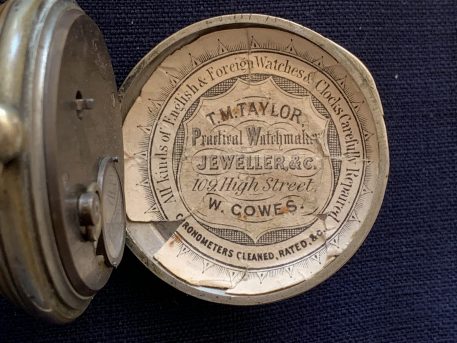 All Kinds of English & Foreign Watches & Clocks Carefully Repaired.
T.M. TAYLOR,
Practical Watchmaker
JEWELLER, &C.
109, High Street,
W. COWES.
CRONOMETERS CLEANED, RATED, &C.